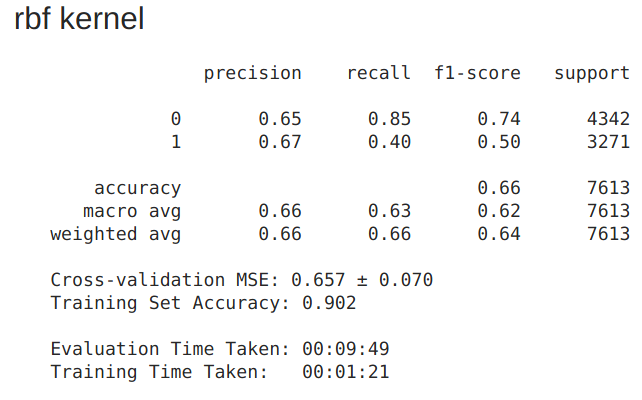 rbf kernel
precision recall f1-score support
0 0.65 0.85 0.74 4342
1 0.67 0.40 0.50 3271
accuracy 0.66 7613
macro avg 0.66 0.63 0.62 7613
weighted avg 0.66 0.66 0.64 7613
Cross-validation MSE: 0.657 ± 0.070
Training Set Accuracy: 0.902
Evaluation Time Taken: 00:09:49
Training Time Taken: 00:01:21